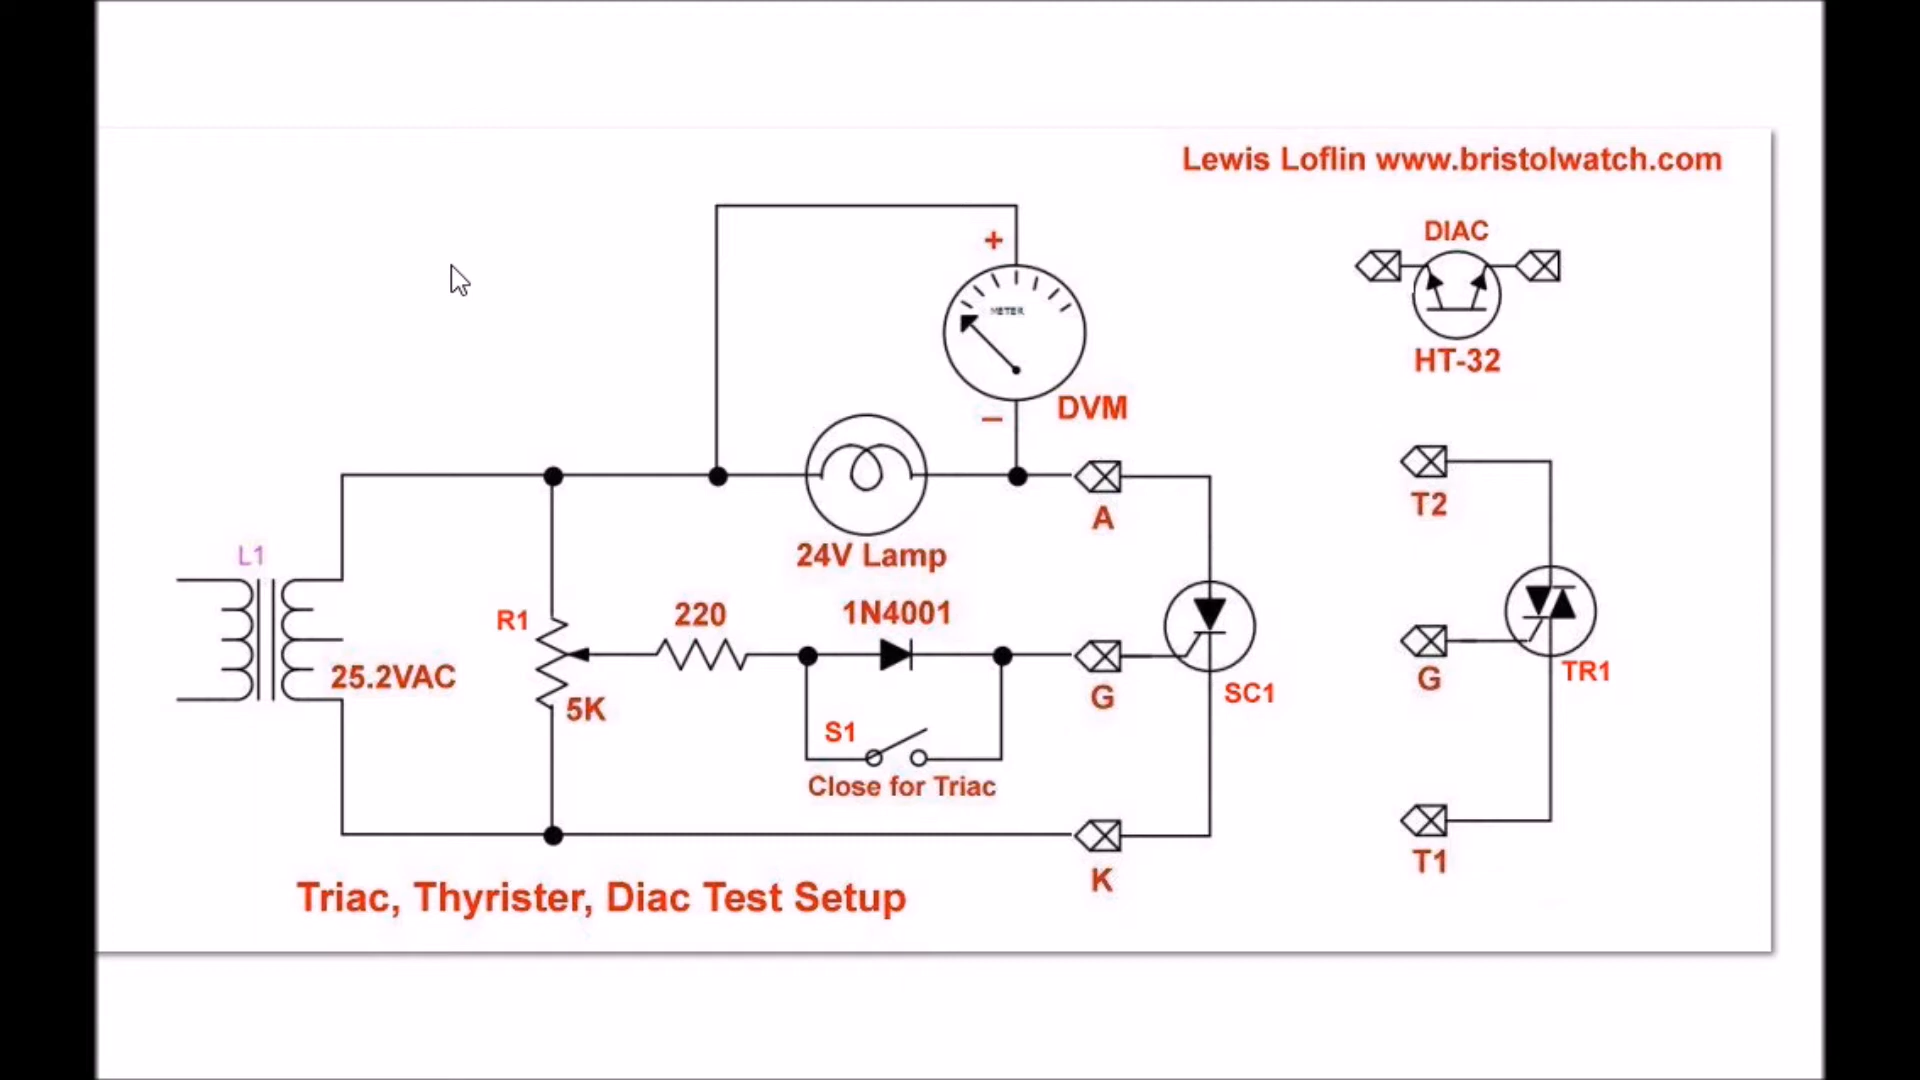 Lewis Loflin www.bristolwatch.com
DIAC
+
METER
HT-32
DVM
–
T2
A
24V Lamp
L1
R1
220
1N4001
25.2VAC
5K
G
SC1
G
TR1
S1
Close for Triac
K
T1
Triac, Thyrister, Diac Test Setup